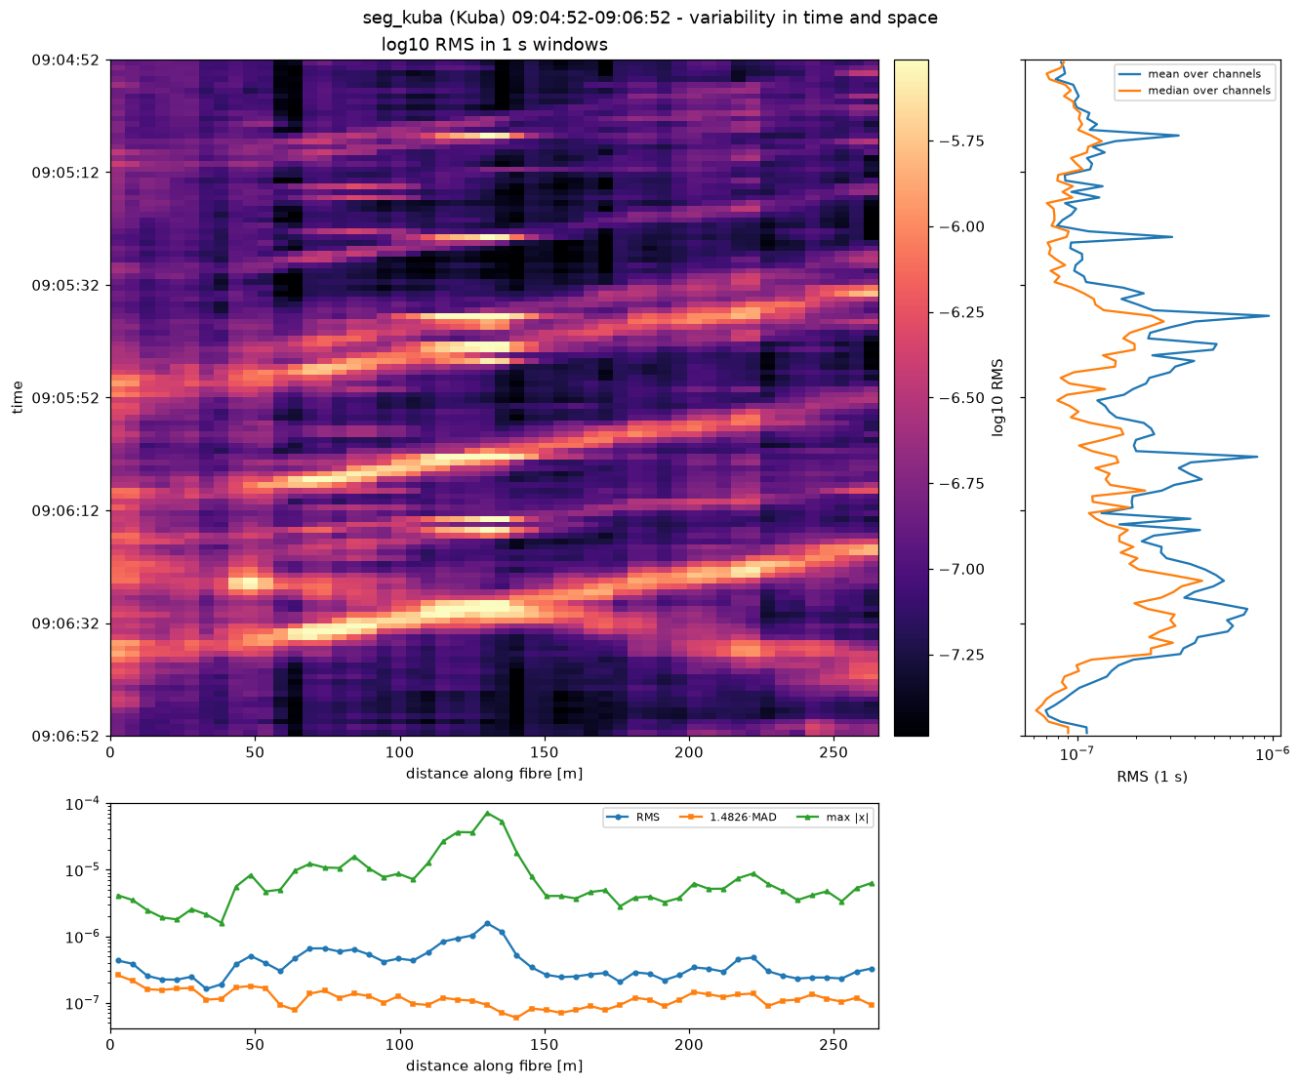 seg_kuba (Kuba) 09:04:52-09:06:52 - variability in time and space
log10 RMS in 1 s windows
09:04:52
09:05:12
09:05:32
09:05:52
09:06:12
09:06:32
09:06:52
time
0 50 100 150 200 250
distance along fibre [m]
−5.75
−6.00
−6.25
−6.50
−6.75
−7.00
−7.25
log10 RMS
mean over channels
median over channels
10⁻⁷ 10⁻⁶
RMS (1 s)
10⁻⁴
10⁻⁵
10⁻⁶
10⁻⁷
RMS 1.4826·MAD max |x|
0 50 100 150 200 250
distance along fibre [m]